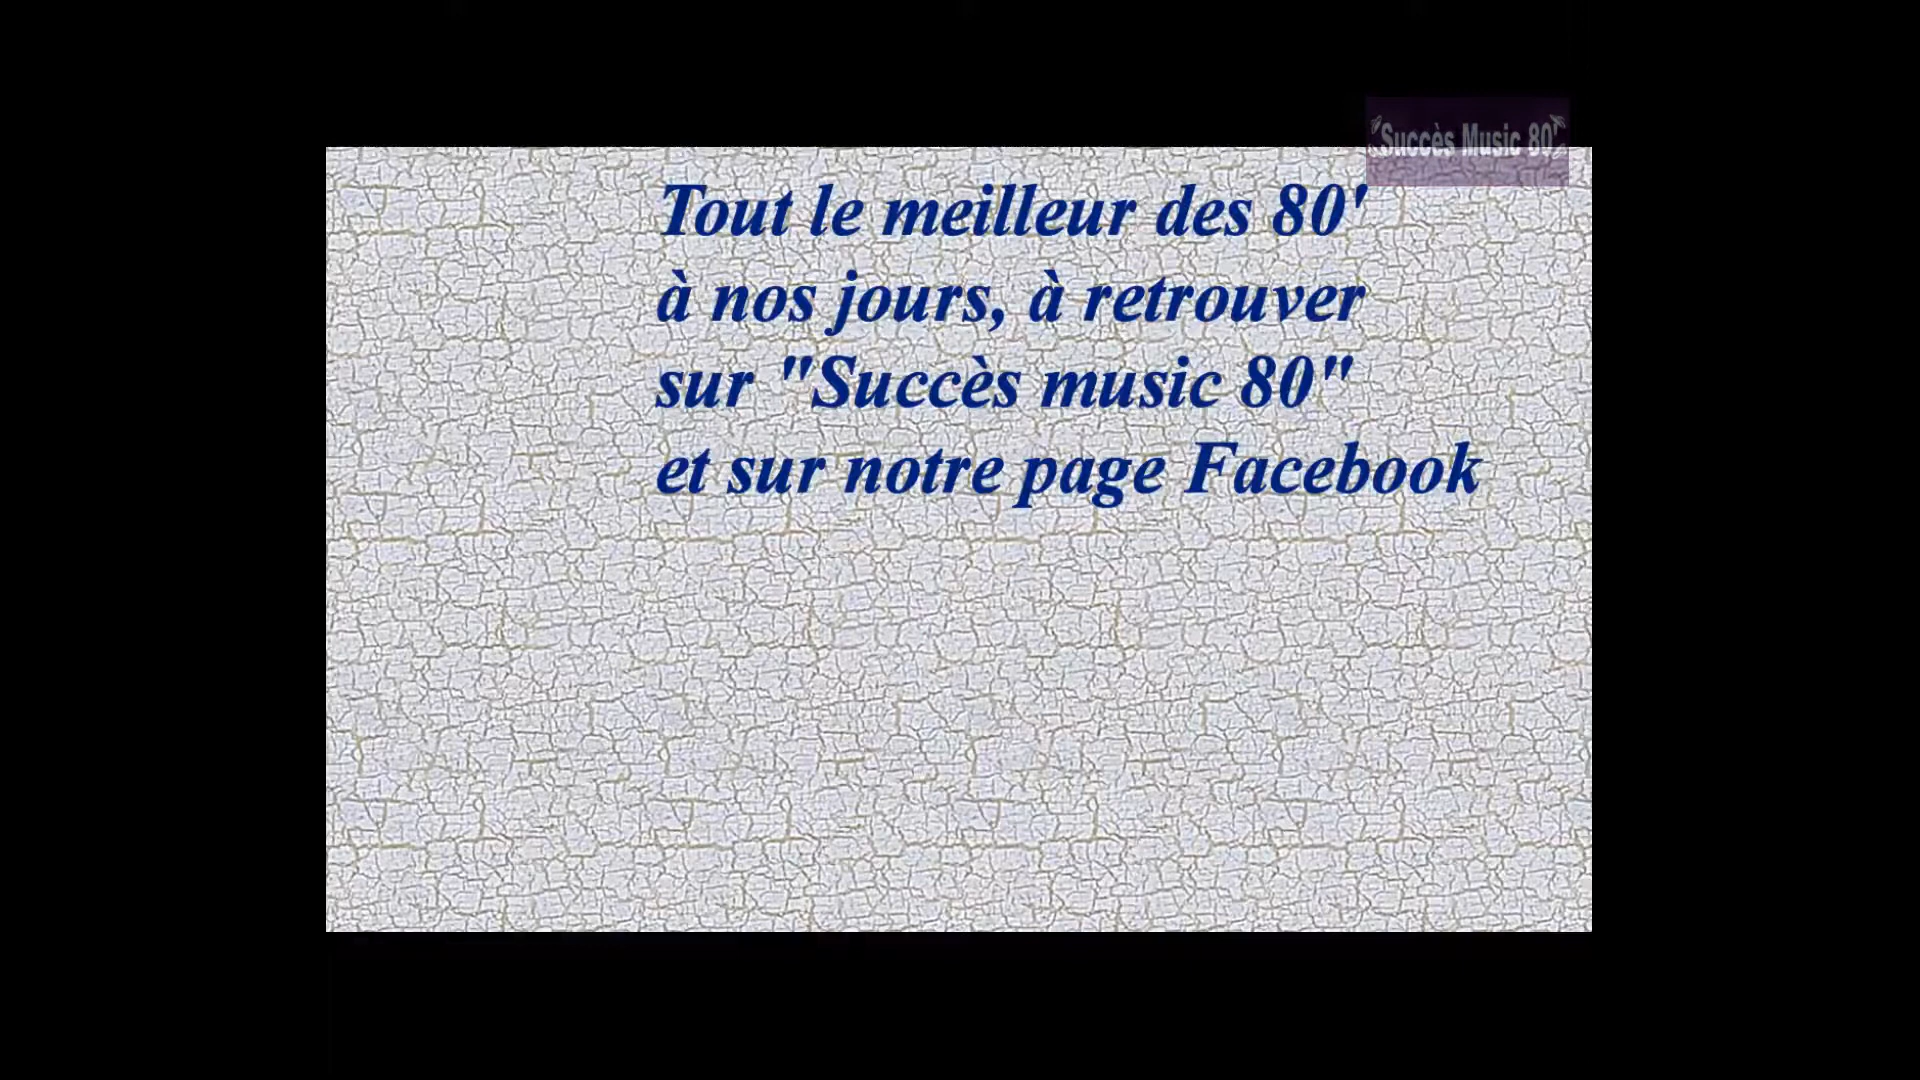 Succès Music 80'
Tout le meilleur des 80'
à nos jours, à retrouver
sur "Succès music 80"
et sur notre page Facebook